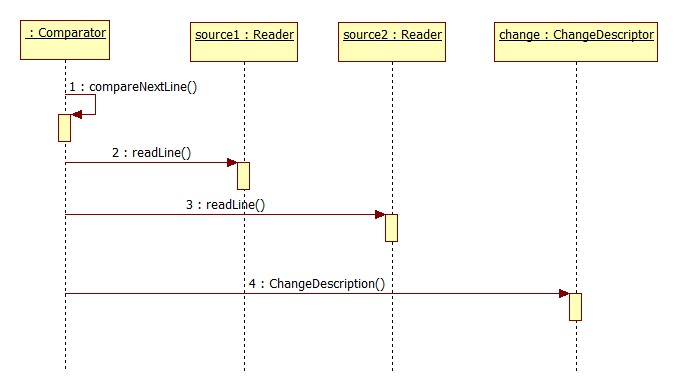 : Comparator
source1 : Reader
source2 : Reader
change : ChangeDescriptor
1 : compareNextLine()
2 : readLine()
3 : readLine()
4 : ChangeDescription()